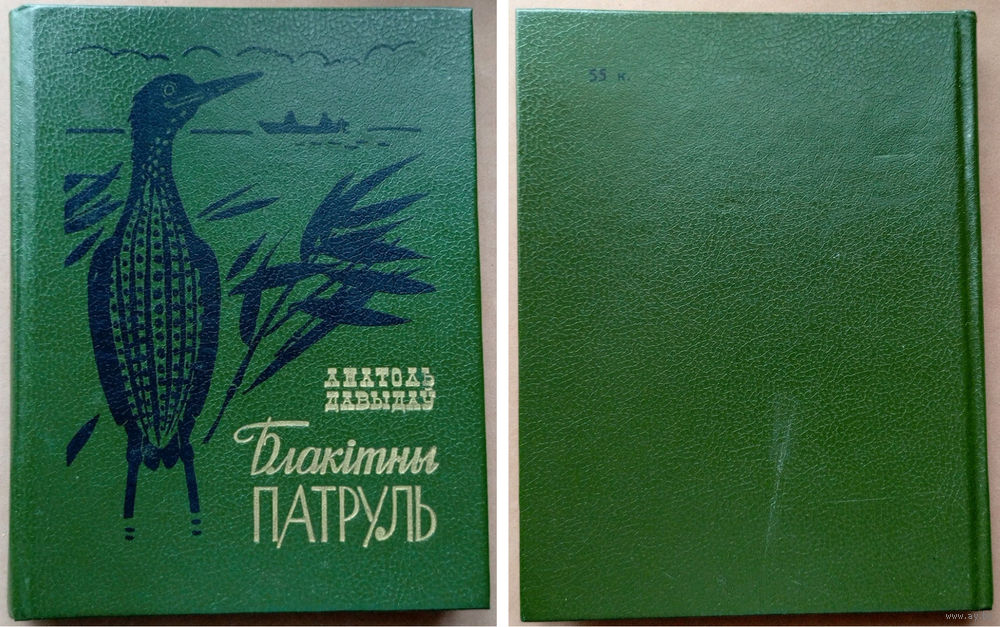 АНАТОЛЬ
ДАВЫДАЎ
Блакітны
ПАТРУЛЬ
55 к.